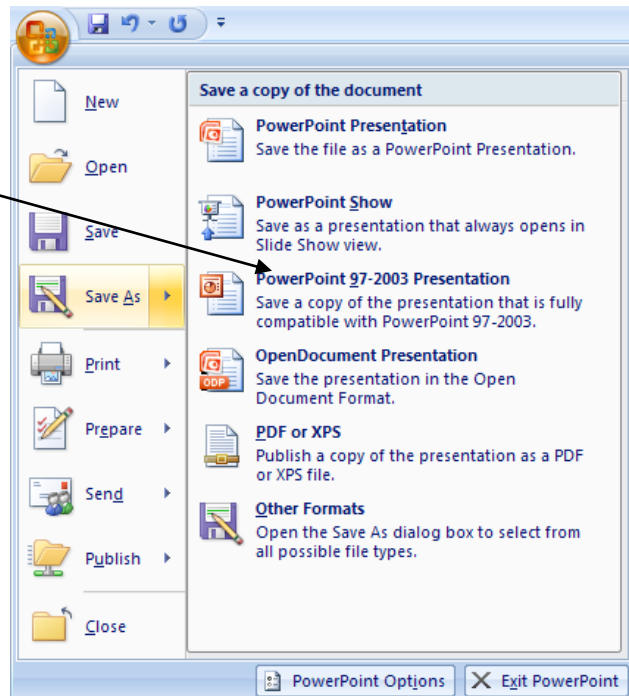 New
Open
Save
Save As
Print
Prepare
Send
Publish
Close
Save a copy of the document
PowerPoint Presentation
Save the file as a PowerPoint Presentation.
PowerPoint Show
Save as a presentation that always opens in
Slide Show view.
PowerPoint 97-2003 Presentation
Save a copy of the presentation that is fully
compatible with PowerPoint 97-2003.
OpenDocument Presentation
ODP
Save the presentation in the Open
Document Format.
PDF or XPS
Publish a copy of the presentation as a PDF
or XPS file.
Other Formats
Open the Save As dialog box to select from
all possible file types.
PowerPoint Options
Exit PowerPoint